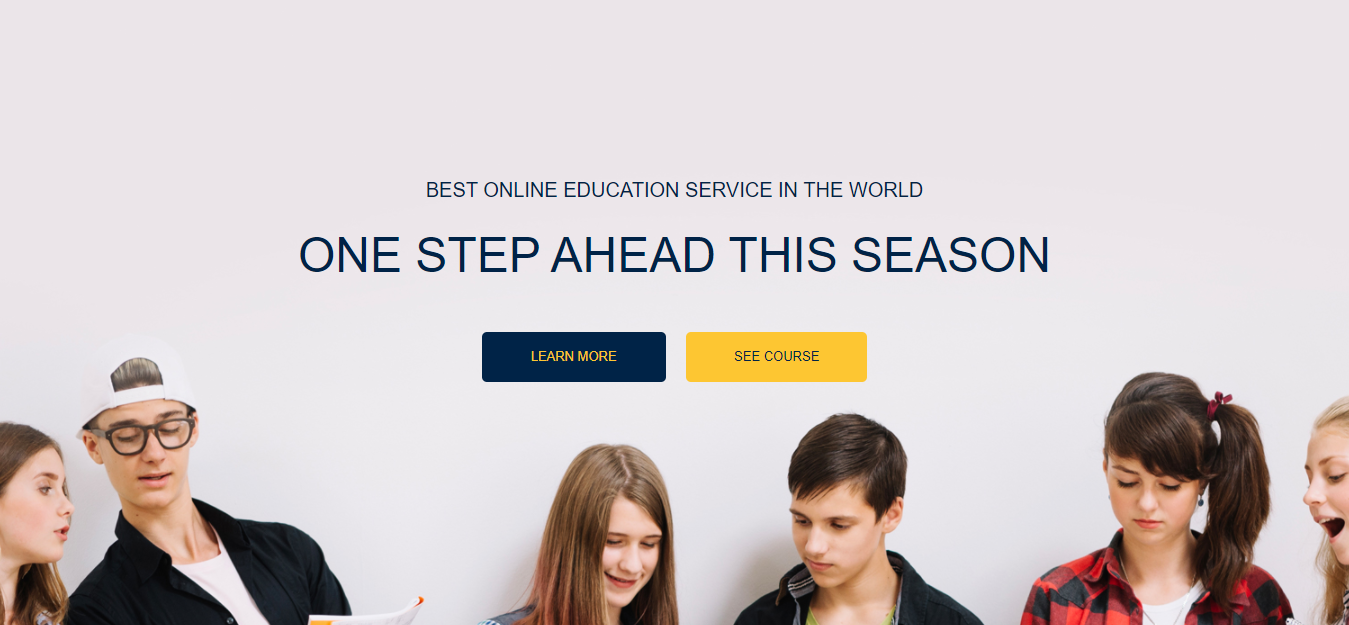 BEST ONLINE EDUCATION SERVICE IN THE WORLD
ONE STEP AHEAD THIS SEASON
LEARN MORE
SEE COURSE